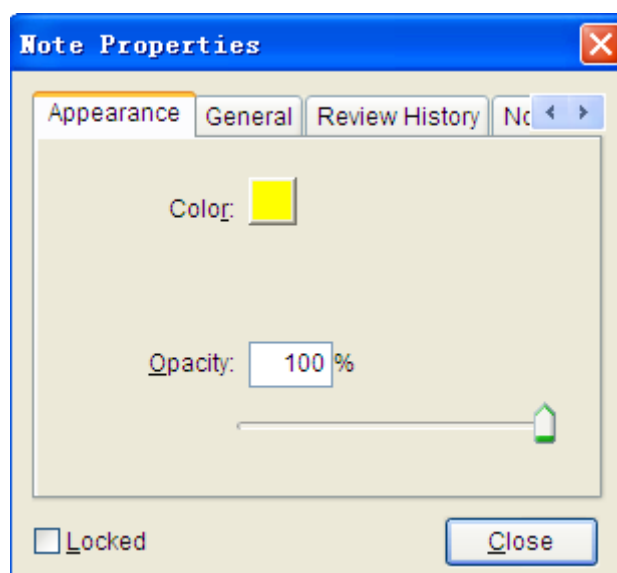 Note Properties
Appearance General Review History
Color:
Opacity: 100 %
Locked Close